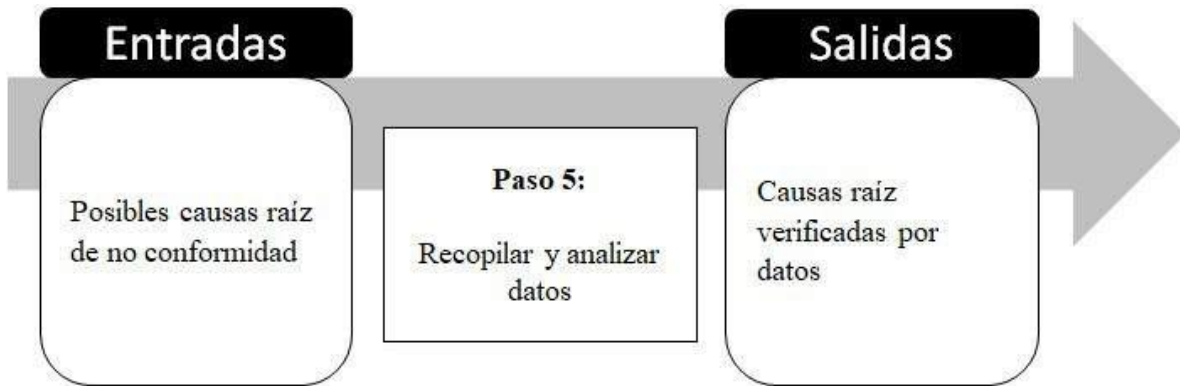 Entradas
Posibles causas raíz
de no conformidad
Paso 5:
Recopilar y analizar
datos
Salidas
Causas raíz
verificadas por
datos